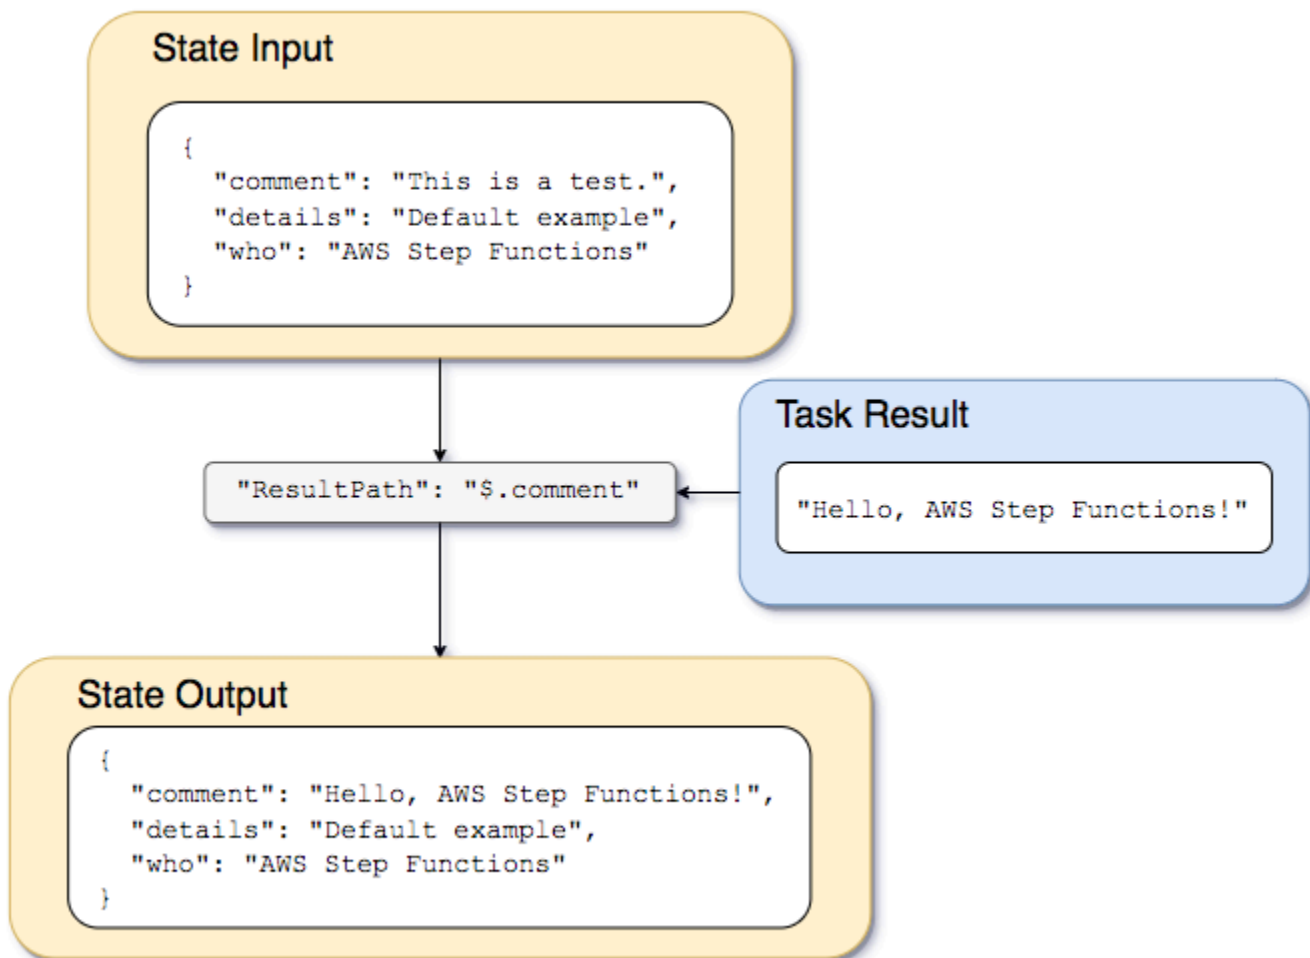 State Input
{
  "comment": "This is a test.",
  "details": "Default example",
  "who": "AWS Step Functions"
}
Task Result
"ResultPath": "$.comment"
"Hello, AWS Step Functions!"
State Output
{
  "comment": "Hello, AWS Step Functions!",
  "details": "Default example",
  "who": "AWS Step Functions"
}